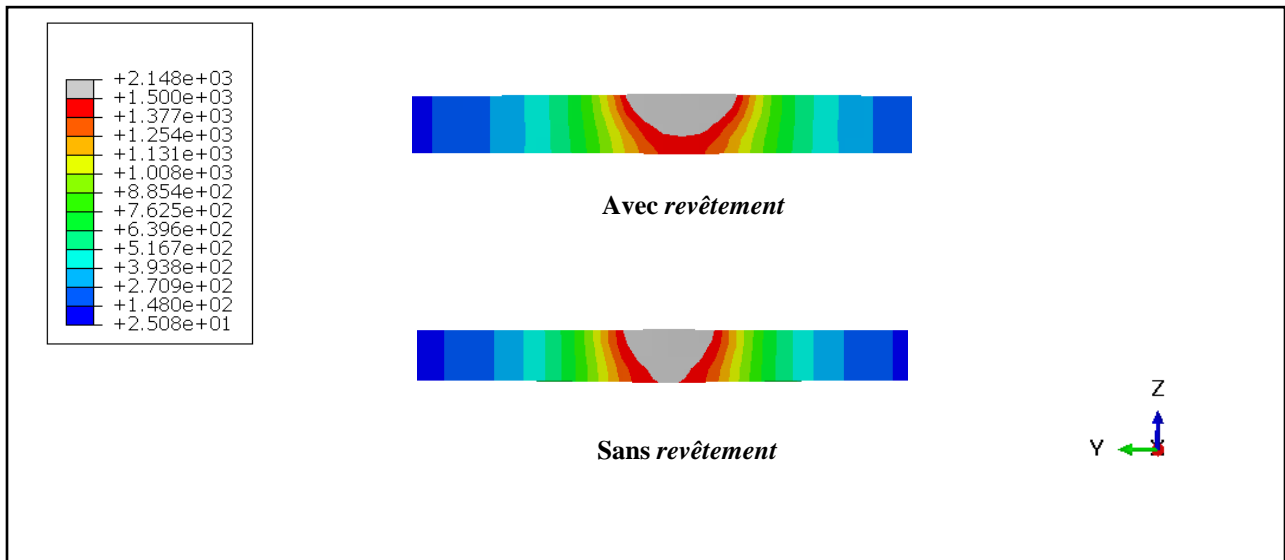 +2.148e+03
+1.500e+03
+1.377e+03
+1.254e+03
+1.131e+03
+1.008e+03
+8.854e+02
+7.625e+02
+6.396e+02
+5.167e+02
+3.938e+02
+2.709e+02
+1.480e+02
+2.508e+01
Avec revêtement
Sans revêtement
Z
Y
X